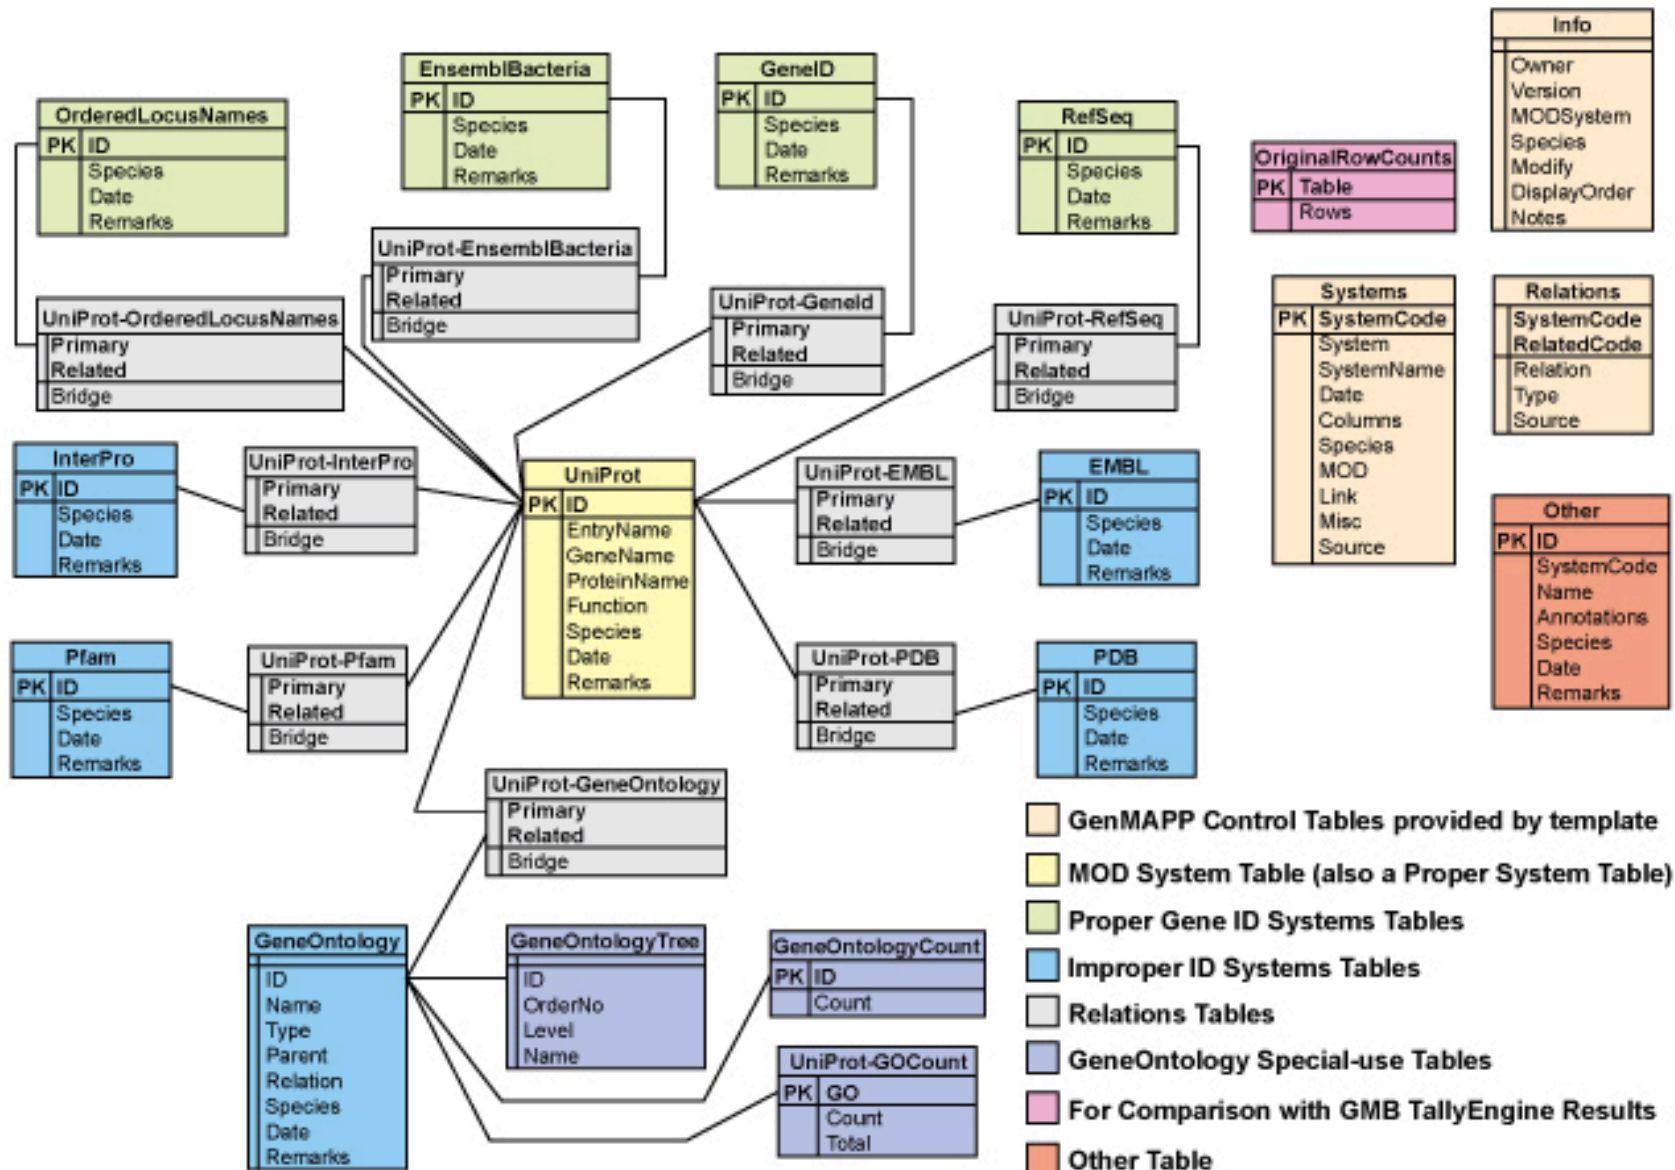 OrderedLocusNames
PK ID
Species
Date
Remarks
EnsemblBacteria
PK ID
Species
Date
Remarks
GeneID
PK ID
Species
Date
Remarks
RefSeq
PK ID
Species
Date
Remarks
OriginalRowCounts
PK Table
Rows
Info
Owner
Version
MODSystem
Species
Modify
DisplayOrder
Notes
UniProt-OrderedLocusNames
Primary
Related
Bridge
UniProt-EnsemblBacteria
Primary
Related
Bridge
UniProt-GeneId
Primary
Related
Bridge
UniProt-RefSeq
Primary
Related
Bridge
Systems
PK SystemCode
System
SystemName
Date
Columns
Species
MOD
Link
Misc
Source
Relations
SystemCode
RelatedCode
Relation
Type
Source
InterPro
PK ID
Species
Date
Remarks
UniProt-InterPro
Primary
Related
Bridge
UniProt
PK ID
EntryName
GeneName
ProteinName
Function
Species
Date
Remarks
UniProt-EMBL
Primary
Related
Bridge
EMBL
PK ID
Species
Date
Remarks
Other
PK ID
SystemCode
Name
Annotations
Species
Date
Remarks
Pfam
PK ID
Species
Date
Remarks
UniProt-Pfam
Primary
Related
Bridge
UniProt-PDB
Primary
Related
Bridge
PDB
PK ID
Species
Date
Remarks
UniProt-GeneOntology
Primary
Related
Bridge
GeneOntology
ID
Name
Type
Parent
Relation
Species
Date
Remarks
GeneOntologyTree
ID
OrderNo
Level
Name
GeneOntologyCount
PK ID
Count
UniProt-GOCount
PK GO
Count
Total
GenMAPP Control Tables provided by template
MOD System Table (also a Proper System Table)
Proper Gene ID Systems Tables
Improper ID Systems Tables
Relations Tables
GeneOntology Special-use Tables
For Comparison with GMB TallyEngine Results
Other Table